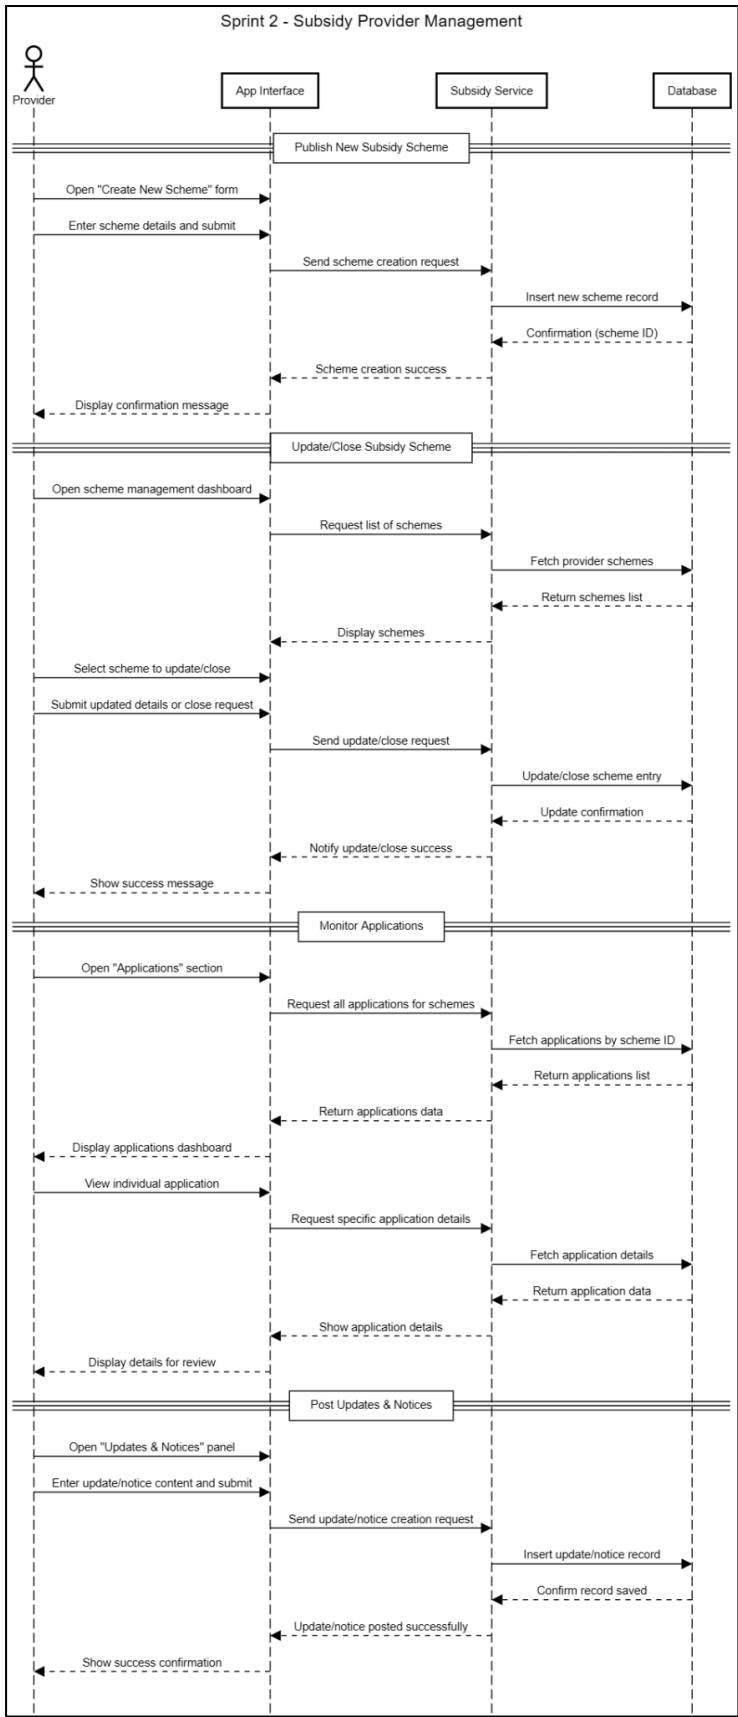 Sprint 2 - Subsidy Provider Management
Provider
App Interface
Subsidy Service
Database
Publish New Subsidy Scheme
Open "Create New Scheme" form
Enter scheme details and submit
Send scheme creation request
Insert new scheme record
Confirmation (scheme ID)
Scheme creation success
Display confirmation message
Update/Close Subsidy Scheme
Open scheme management dashboard
Request list of schemes
Fetch provider schemes
Return schemes list
Display schemes
Select scheme to update/close
Submit updated details or close request
Send update/close request
Update/close scheme entry
Update confirmation
Notify update/close success
Show success message
Monitor Applications
Open "Applications" section
Request all applications for schemes
Fetch applications by scheme ID
Return applications list
Return applications data
Display applications dashboard
View individual application
Request specific application details
Fetch application details
Return application data
Show application details
Display details for review
Post Updates & Notices
Open "Updates & Notices" panel
Enter update/notice content and submit
Send update/notice creation request
Insert update/notice record
Confirm record saved
Update/notice posted successfully
Show success confirmation